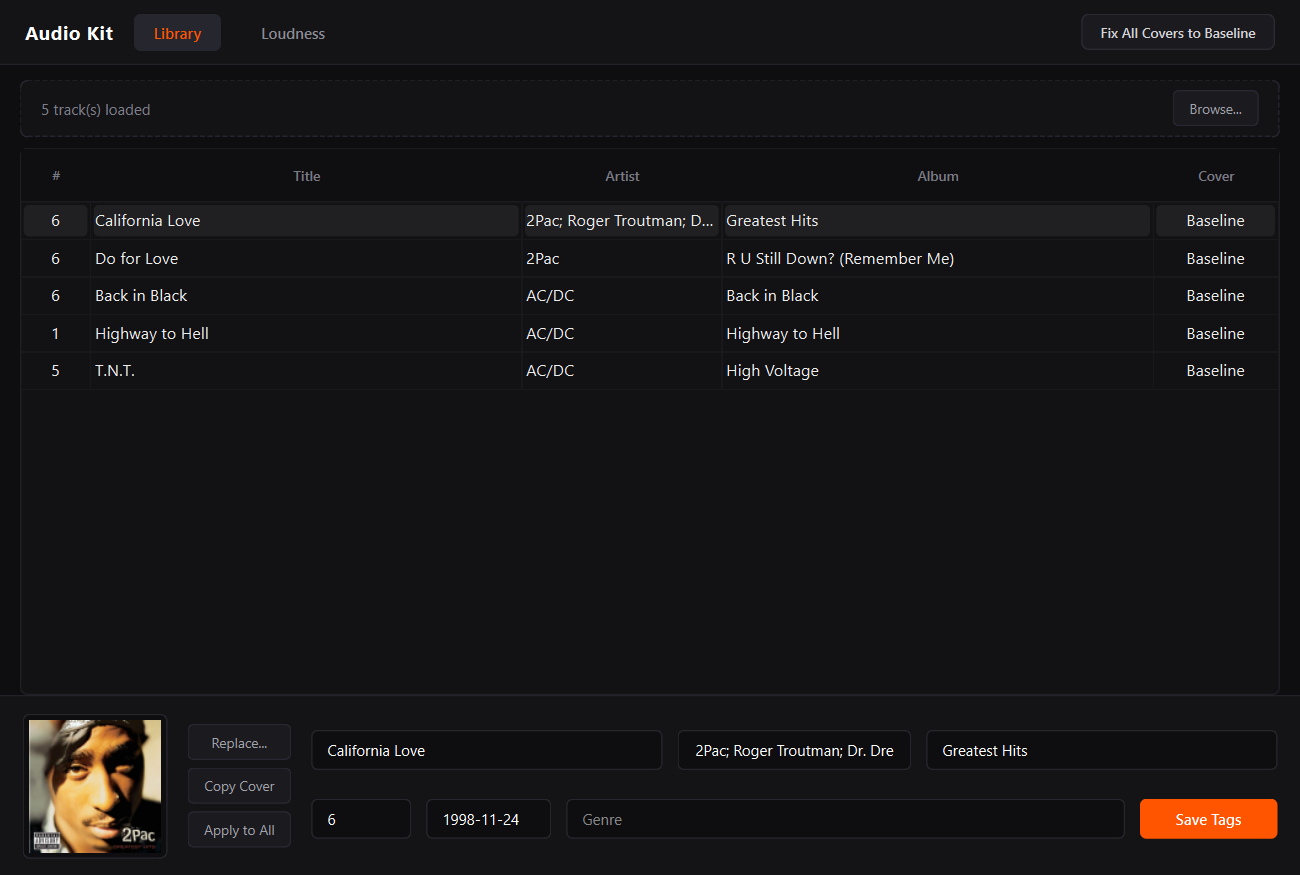 Audio Kit Library Loudness Fix All Covers to Baseline
5 track(s) loaded Browse...
# Title Artist Album Cover
6 California Love 2Pac; Roger Troutman; D... Greatest Hits Baseline
6 Do for Love 2Pac R U Still Down? (Remember Me) Baseline
6 Back in Black AC/DC Back in Black Baseline
1 Highway to Hell AC/DC Highway to Hell Baseline
5 T.N.T. AC/DC High Voltage Baseline
2Pac
GREATEST HITS
Replace...
Copy Cover
Apply to All
California Love 2Pac; Roger Troutman; Dr. Dre Greatest Hits
6 1998-11-24 Genre Save Tags